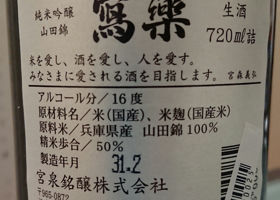 純米吟醸
山田錦
寫樂
生酒
720ml詰
米を愛し、酒を愛し、人を愛す。
みなさまに愛される酒を目指します。 宮森義弘
アルコール分／16度
原材料名／米(国産)、米麹(国産米)
原料米／兵庫県産 山田錦100%
精米歩合／50%
製造年月 31.2
宮泉銘醸株式会社
〒965-0872